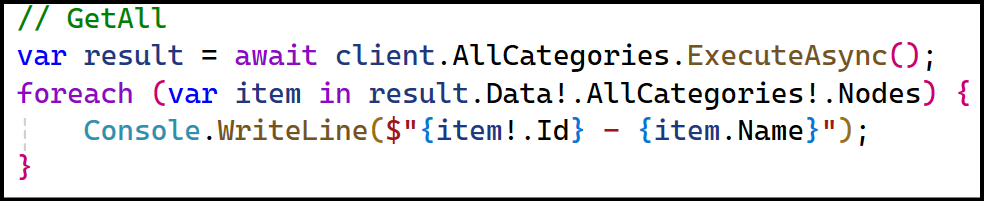 // GetAll
var result = await client.AllCategories.ExecuteAsync();
foreach (var item in result.Data!.AllCategories!.Nodes) {
    Console.WriteLine($"{item!.Id} - {item.Name}");
}